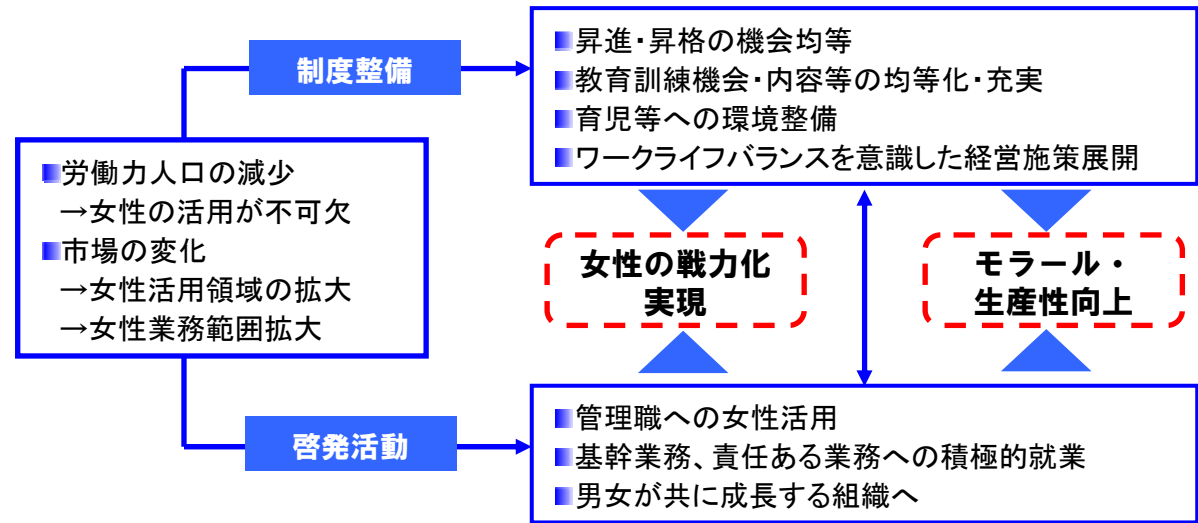 制度整備
■昇進・昇格の機会均等
■教育訓練機会・内容等の均等化・充実
■育児等への環境整備
■ワークライフバランスを意識した経営施策展開
■労働力人口の減少
→女性の活用が不可欠
■市場の変化
→女性活用領域の拡大
→女性業務範囲拡大
女性の戦力化
実現
モラール・
生産性向上
啓発活動
■管理職への女性活用
■基幹業務、責任ある業務への積極的就業
■男女が共に成長する組織へ